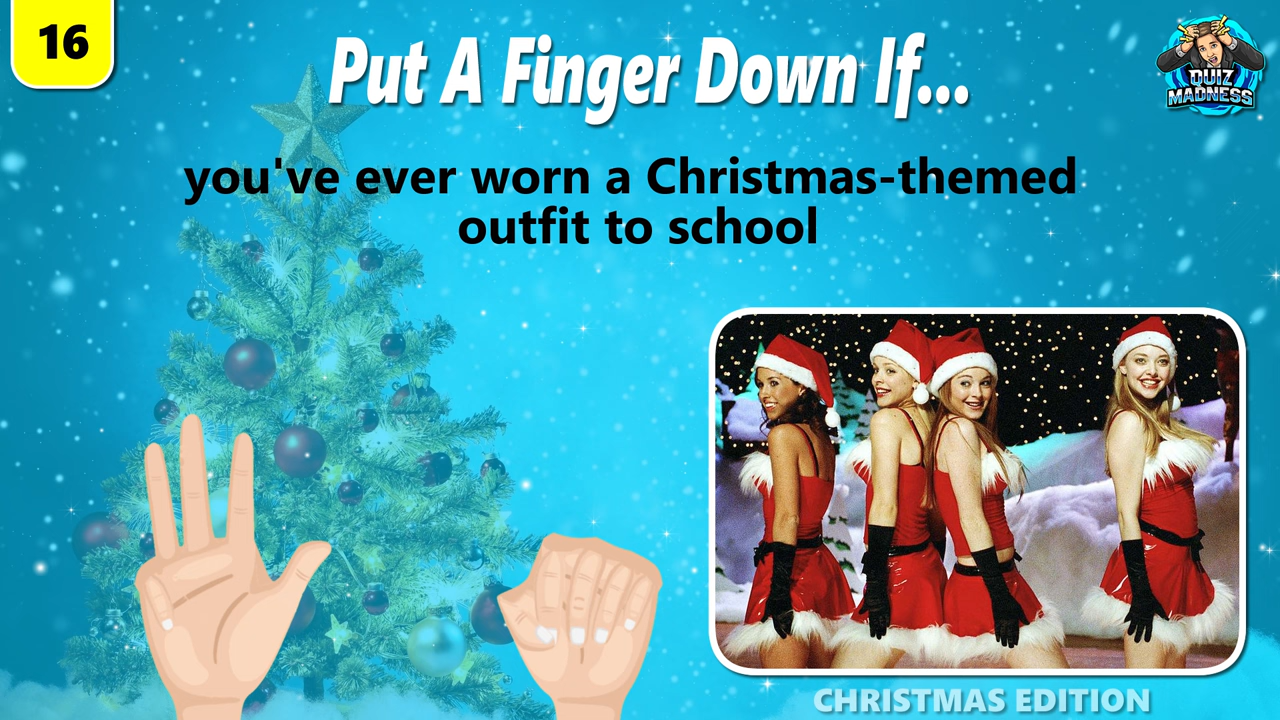 16
Put A Finger Down If...
QUIZ
MADNESS
you've ever worn a Christmas-themed
outfit to school
CHRISTMAS EDITION